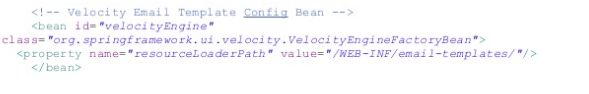 <!-- Velocity Email Template Config Bean -->
<bean id="velocityEngine"
class="org.springframework.ui.velocity.VelocityEngineFactoryBean">
<property name="resourceLoaderPath" value="/WEB-INF/email-templates/"/>
</bean>